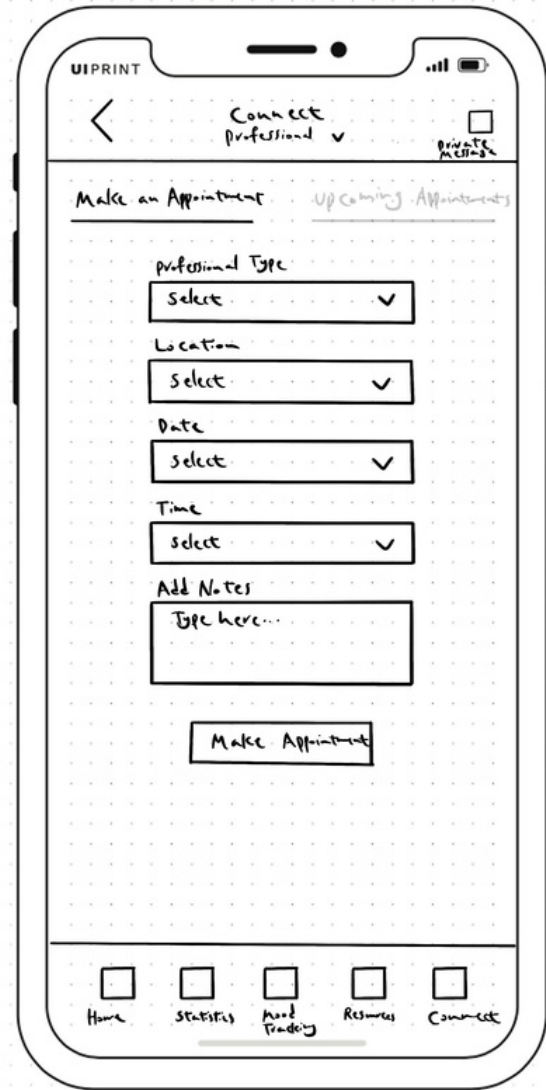 UIPRINT
Connect
Professional
Private
Message
Make an Appointment
Upcoming Appointments
Professional Type
Select
Location
Select
Date
Select
Time
Select
Add Notes
Type here...
Make Appointment
Home
Statistics
Mood
Tracking
Resources
Connect